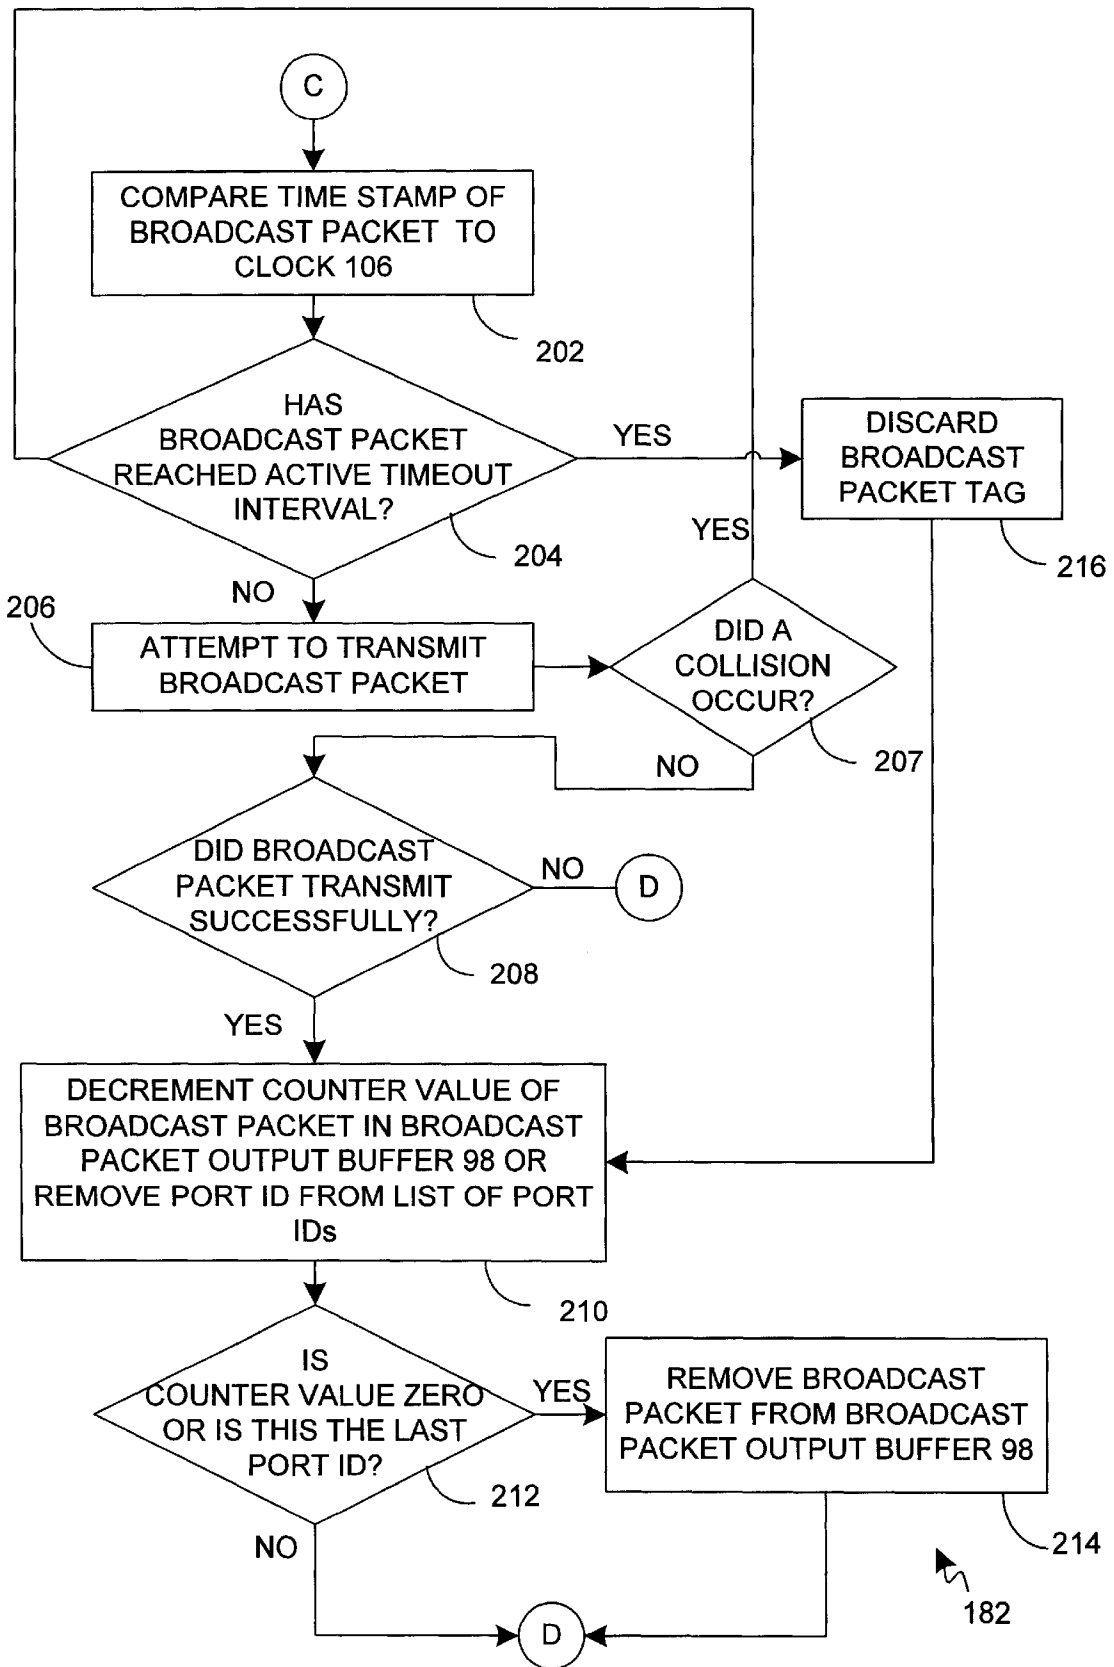 C
COMPARE TIME STAMP OF
BROADCAST PACKET TO
CLOCK 106
202
HAS
BROADCAST PACKET
REACHED ACTIVE TIMEOUT
INTERVAL?
204
YES
DISCARD
BROADCAST
PACKET TAG
216
NO
206
ATTEMPT TO TRANSMIT
BROADCAST PACKET
YES
DID A
COLLISION
OCCUR?
207
NO
DID BROADCAST
PACKET TRANSMIT
SUCCESSFULLY?
208
NO
D
YES
DECREMENT COUNTER VALUE OF
BROADCAST PACKET IN BROADCAST
PACKET OUTPUT BUFFER 98 OR
REMOVE PORT ID FROM LIST OF PORT
IDs
210
IS
COUNTER VALUE ZERO
OR IS THIS THE LAST
PORT ID?
212
YES
REMOVE BROADCAST
PACKET FROM BROADCAST
PACKET OUTPUT BUFFER 98
214
NO
D
182